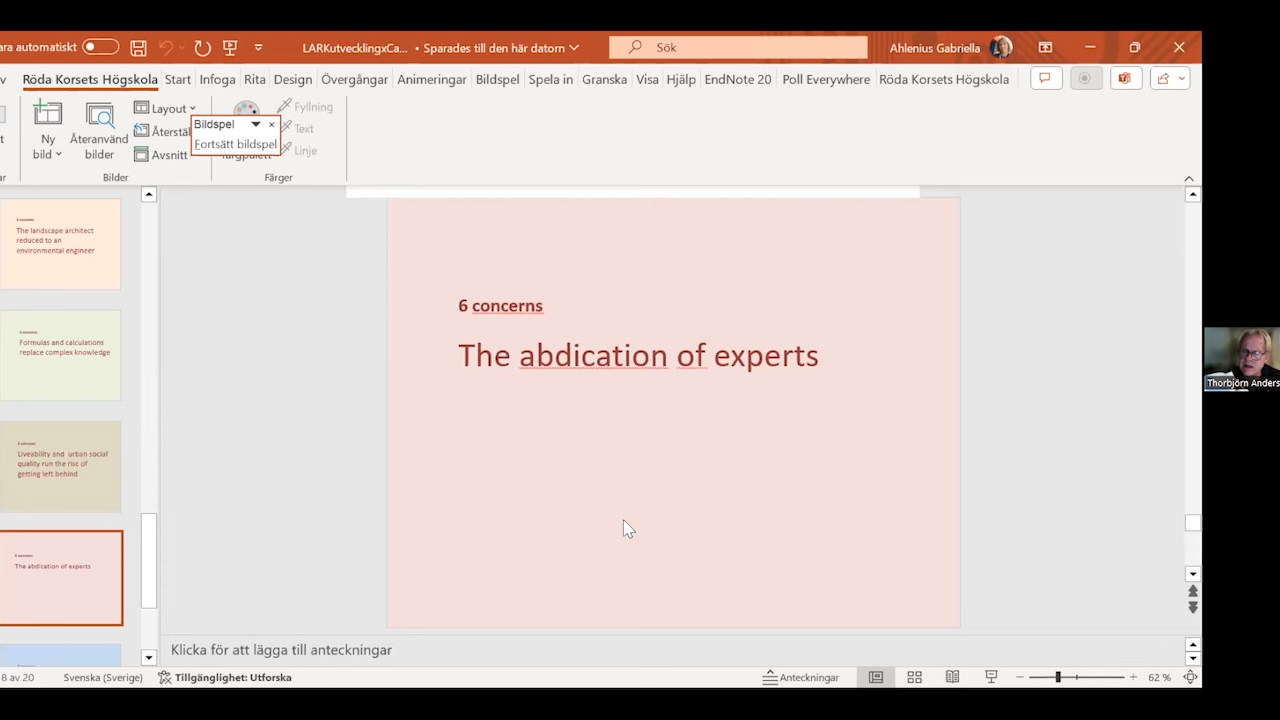 ara automatiskt
LARKutvecklingxCa... • Sparades till den här datorn
Sök
Ahlenius Gabriella
v Röda Korsets Högskola Start Infoga Rita Design Övergångar Animeringar Bildspel Spela in Granska Visa Hjälp EndNote 20 Poll Everywhere Röda Korsets Högskola
Ny
bild
Återanvänd
bilder
Layout
Återstäl
Avsnitt
Bilder
Bildspel
Fortsätt bildspel
Fyllning
Text
Linje
Färger
The landscape architect
reduced to an
environmental engineer
Formulas and calculations
replace complex knowledge
Liveability and urban social
quality run the risc of
getting left behind
The abdication of experts
6 concerns
The abdication of experts
Thorbjörn Anders
Klicka för att lägga till anteckningar
8 av 20
Svenska (Sverige)
Tillgänglighet: Utforska
Anteckningar
62 %